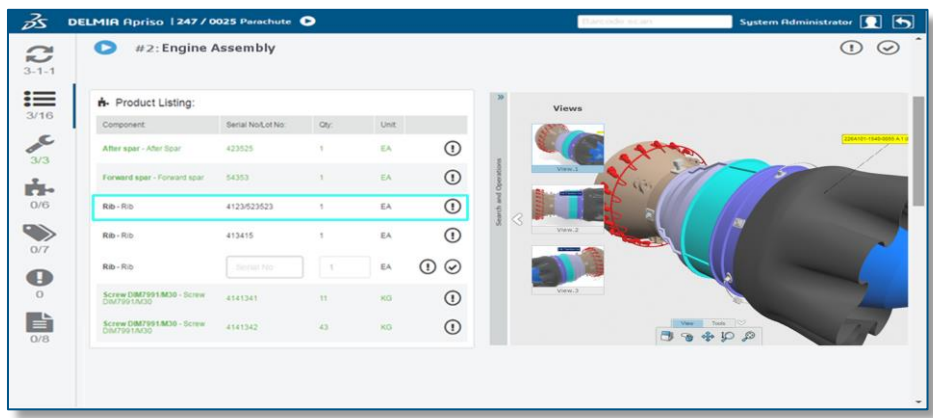 DELMIA Apriso | 247 / 0025 Parachute
Barcode scan
System Administrator
#2: Engine Assembly
3-1-1
3/16
3/3
0/6
0/7
0
0/8
Product Listing:
Component Serial No/Lot No: Qty: Unit
After spar - After Spar 423525 1 EA
Forward spar - Forward spar 54353 1 EA
Rib - Rib 4123/523523 1 EA
Rib - Rib 413415 1 EA
Rib - Rib Serial No 1 EA
Screw DIM7991/M30 - Screw
DIM7991/M30 4141341 11 KG
Screw DIM7991/M30 - Screw
DIM7991/M30 4141342 43 KG
Search and Operations
Views
View.1
View.2
View.3
View Tools